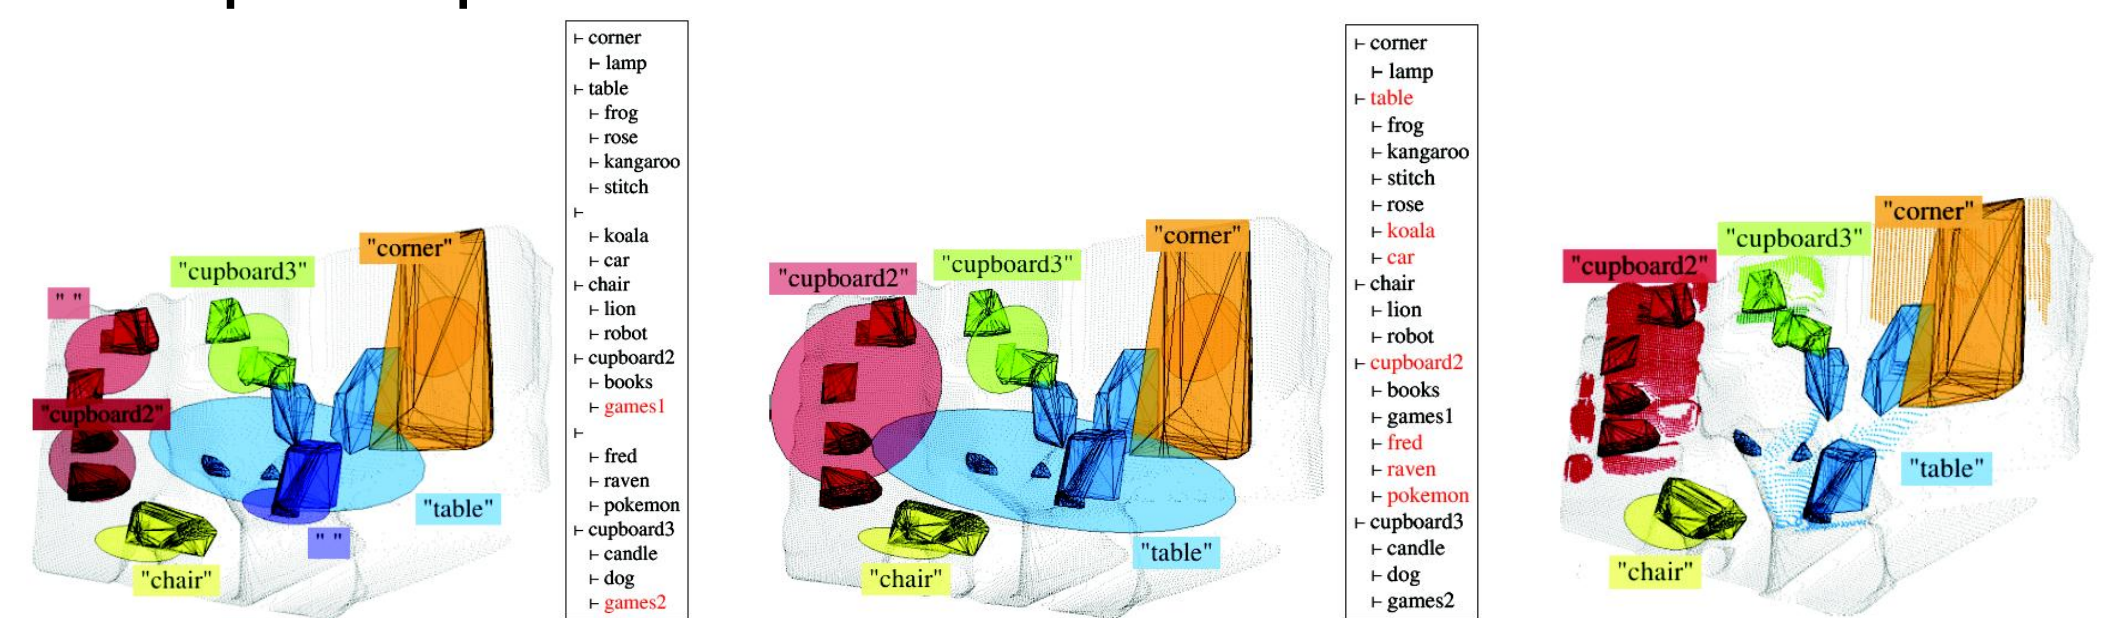 " "
"cupboard2"
"cupboard3"
"corner"
"table"
" "
"chair"
corner
lamp
table
frog
rose
kangaroo
stitch
koala
car
chair
lion
robot
cupboard2
books
games1
fred
raven
pokemon
cupboard3
candle
dog
games2
"cupboard2"
"cupboard3"
"corner"
"table"
"chair"
corner
lamp
table
frog
kangaroo
stitch
rose
koala
car
chair
lion
robot
cupboard2
books
games1
fred
raven
pokemon
cupboard3
candle
dog
games2
"cupboard2"
"cupboard3"
"corner"
"table"
"chair"